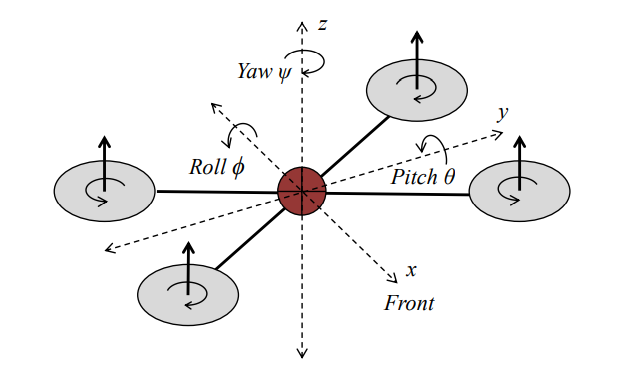 z
Yaw ψ
y
Roll ϕ
Pitch θ
x
Front